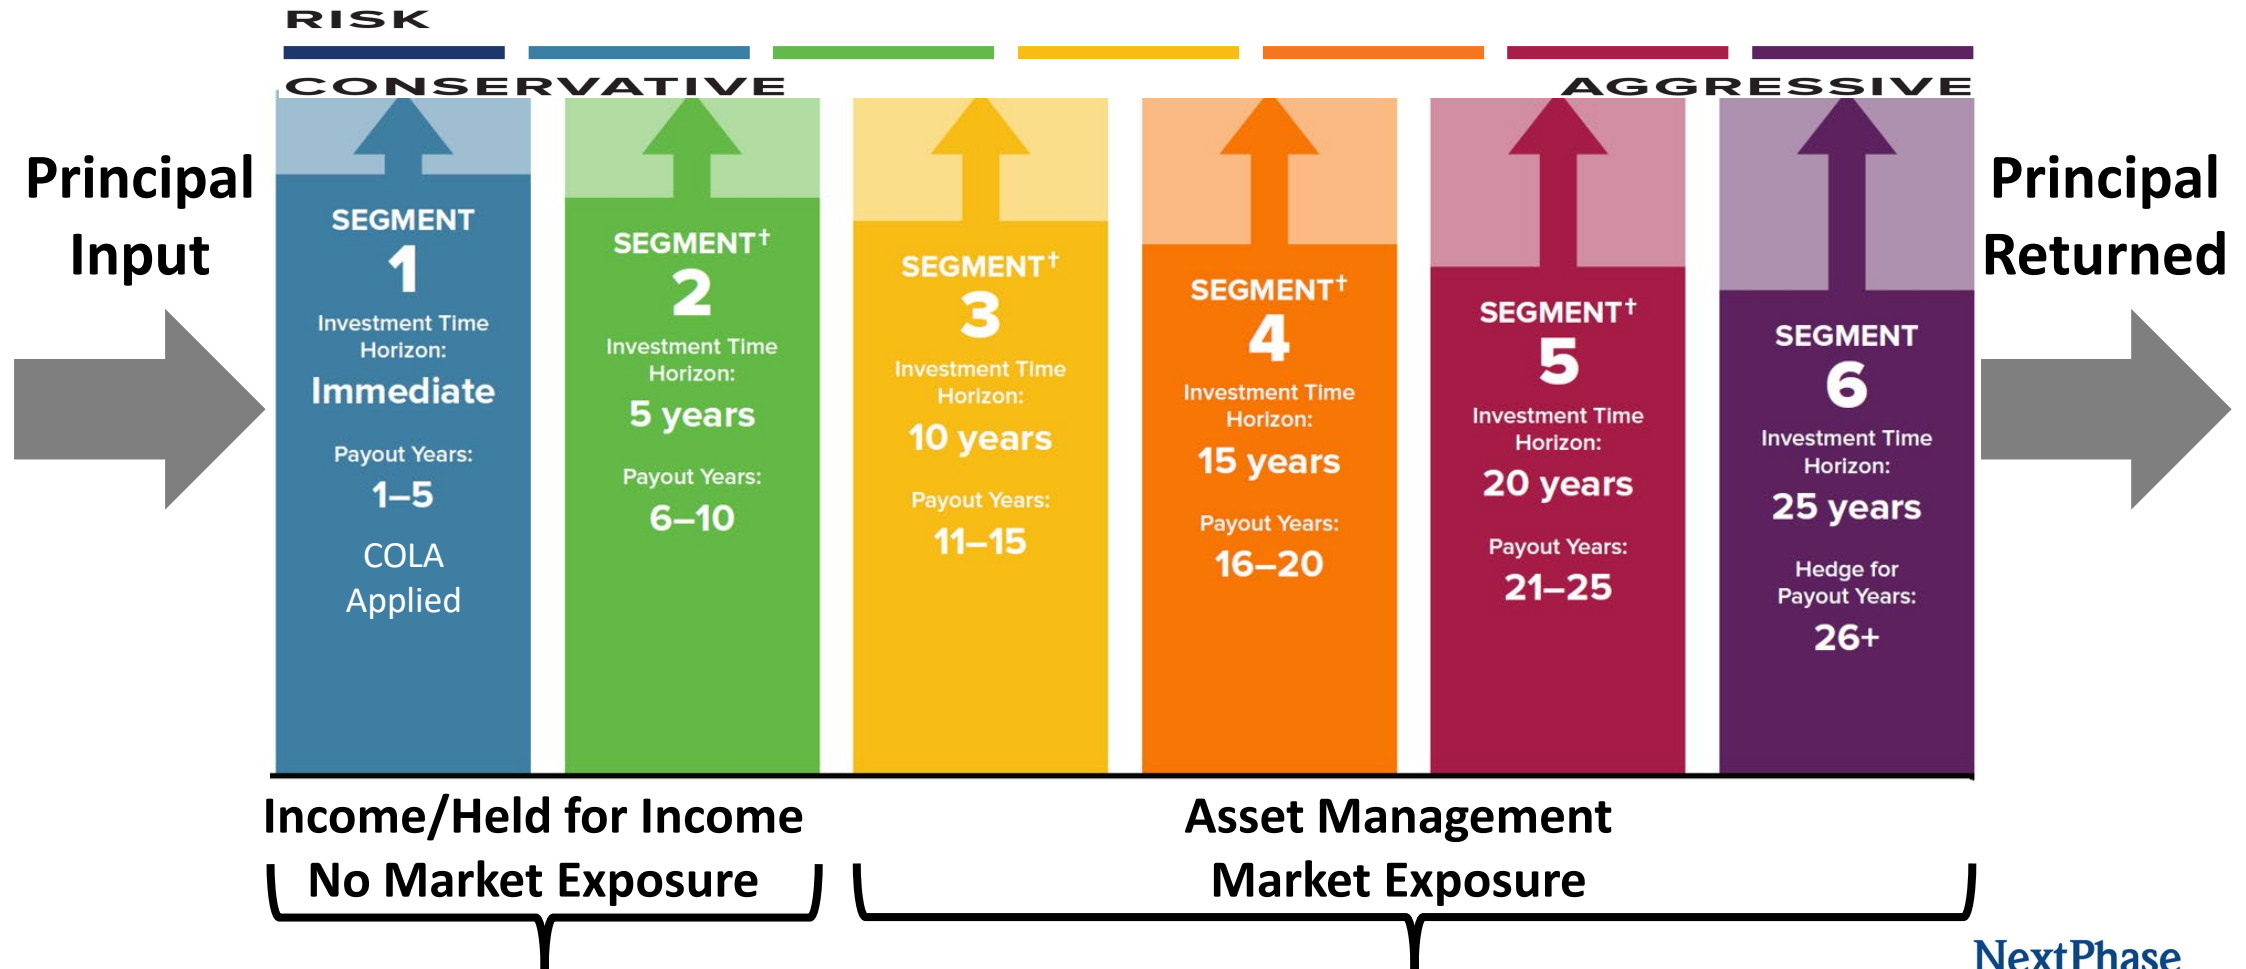 RISK
CONSERVATIVE
AGGRESSIVE
Principal
Input
SEGMENT
1
Investment Time
Horizon:
Immediate
Payout Years:
1–5
COLA
Applied
SEGMENT†
2
Investment Time
Horizon:
5 years
Payout Years:
6–10
SEGMENT†
3
Investment Time
Horizon:
10 years
Payout Years:
11–15
SEGMENT†
4
Investment Time
Horizon:
15 years
Payout Years:
16–20
SEGMENT†
5
Investment Time
Horizon:
20 years
Payout Years:
21–25
SEGMENT
6
Investment Time
Horizon:
25 years
Hedge for
Payout Years:
26+
Principal
Returned
Income/Held for Income
No Market Exposure
Asset Management
Market Exposure
NextPhase